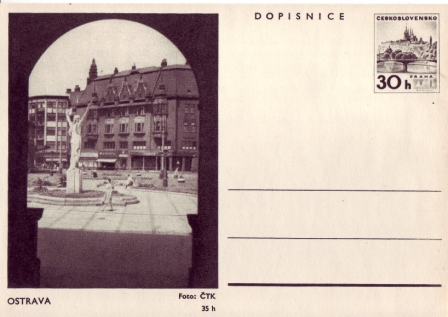 DOPISNICE
ČESKOSLOVENSKO
PRAHA
30 h
OSTRAVA
Foto: ČTK
35 h